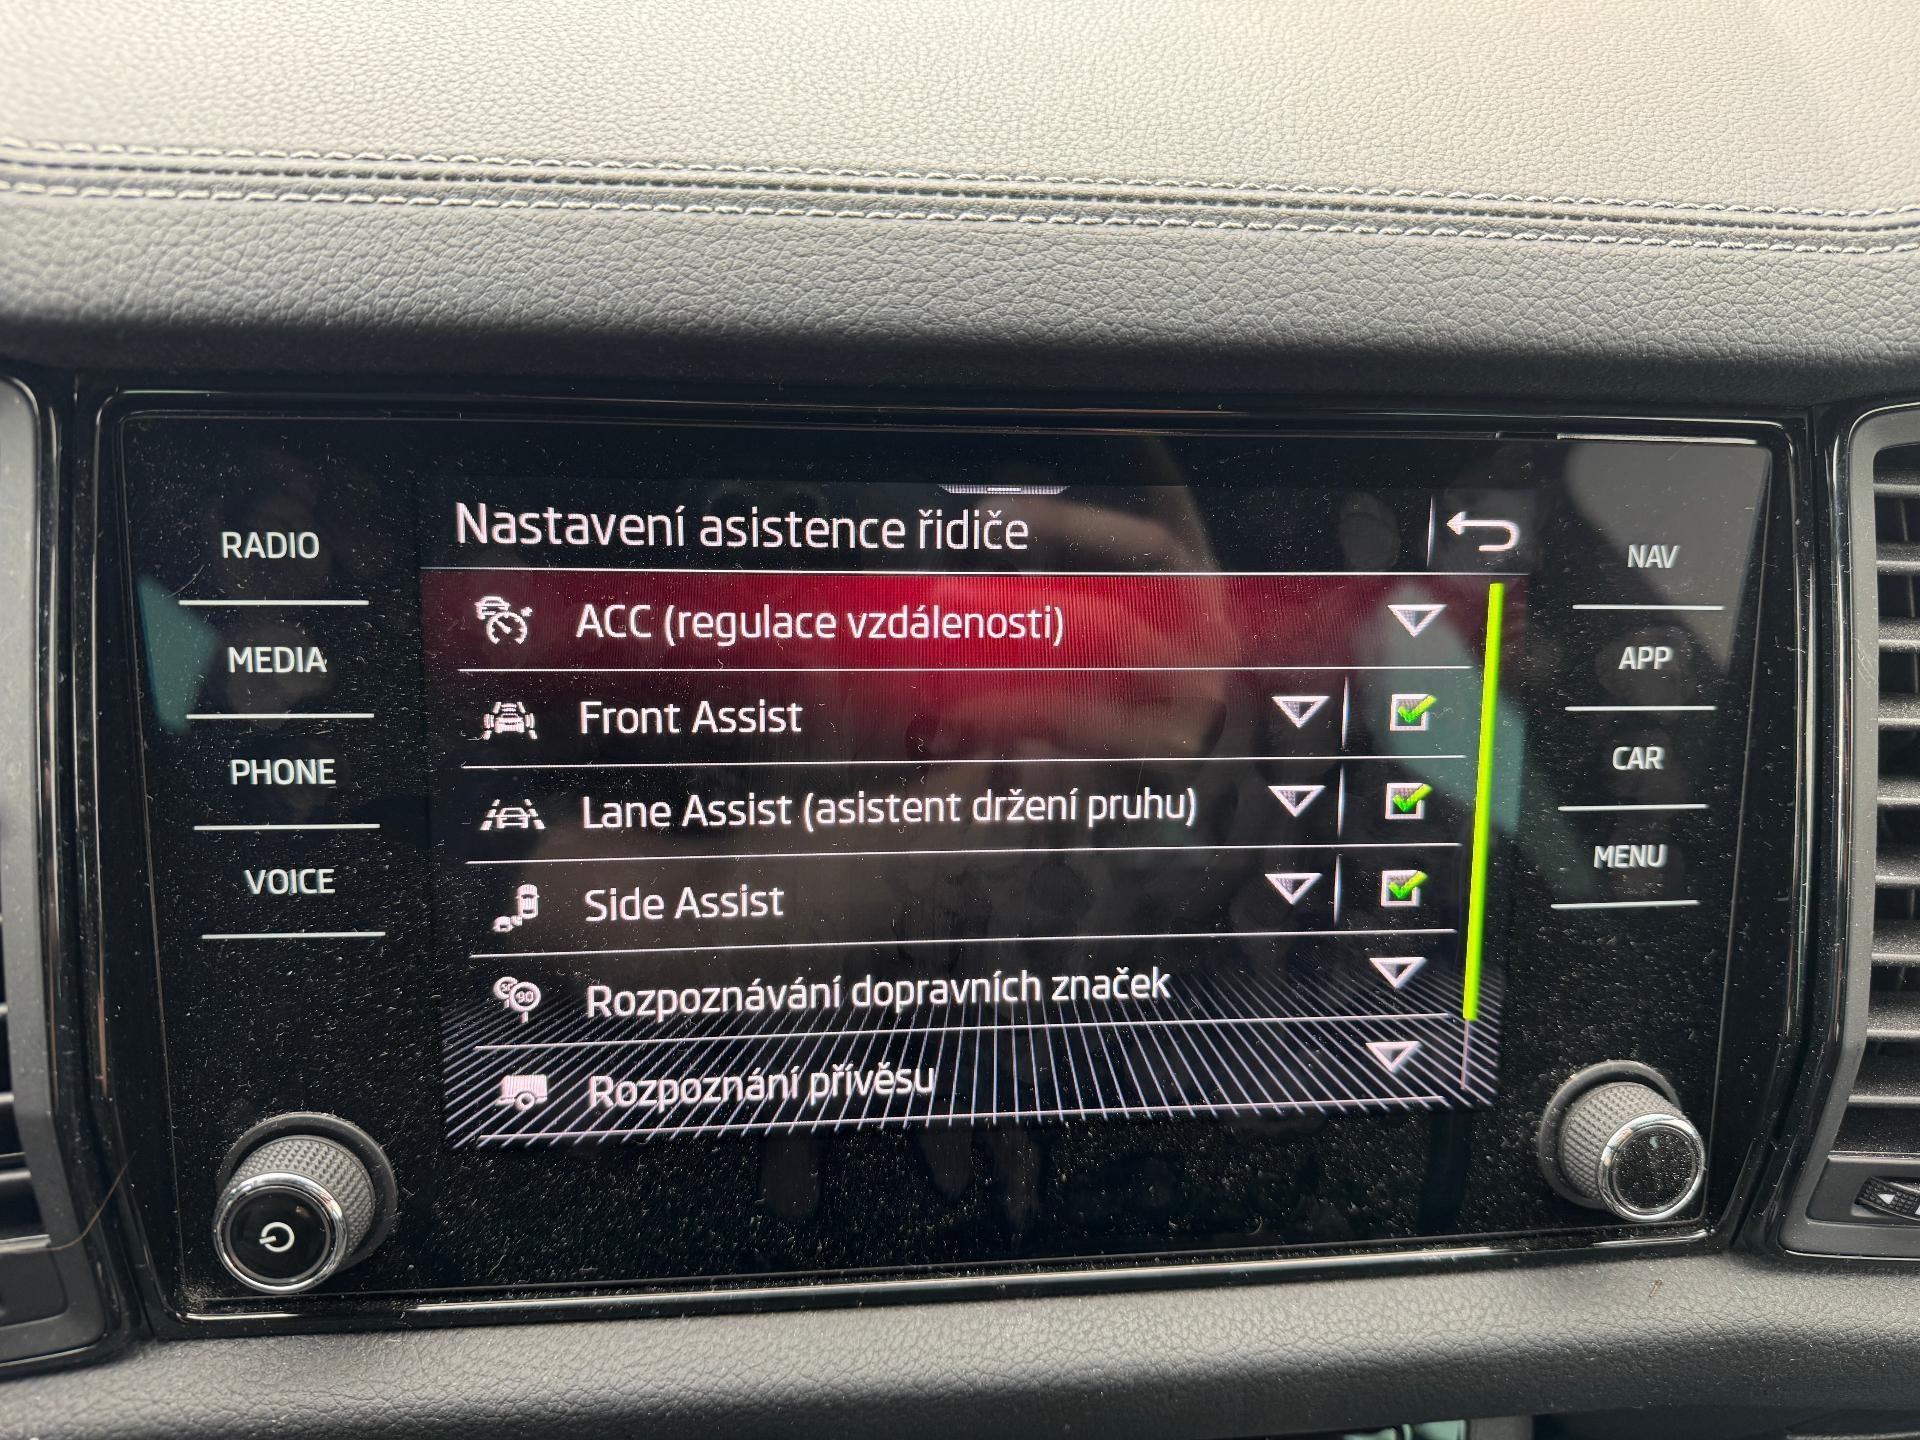 Nastavení asistence řidiče
RADIO
MEDIA
PHONE
VOICE
ACC (regulace vzdálenosti)
Front Assist
Lane Assist (asistent držení pruhu)
Side Assist
90
Rozpoznávání dopravních značek
Rozpoznání přívěsu
NAV
APP
CAR
MENU